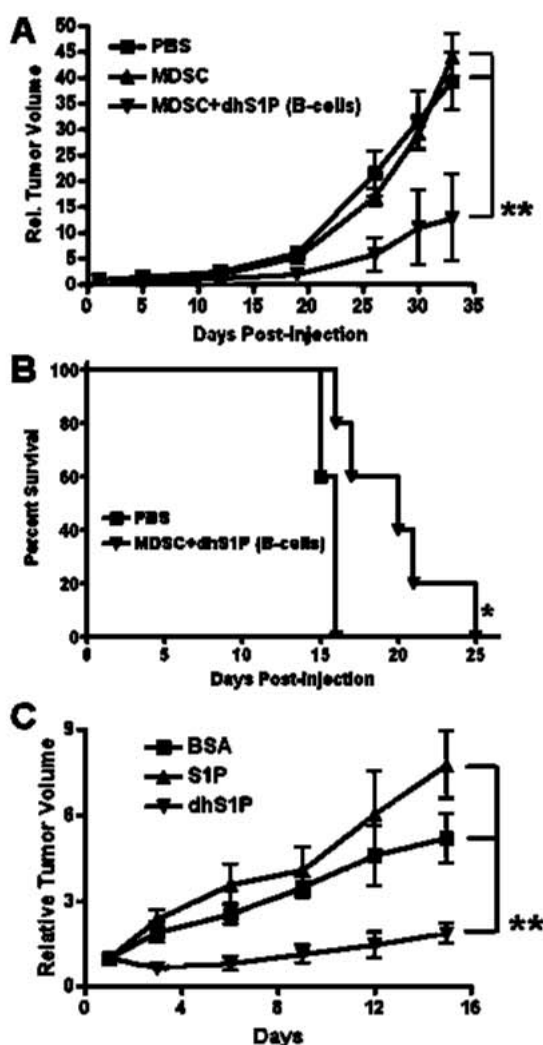 A
PBS
MDSC
MDSC+dhS1P (B-cells)
Rel. Tumor Volume
50
45
40
35
30
25
20
15
10
5
0
**
0 5 10 15 20 25 30 35
Days Post-Injection
B
Percent Survival
100
80
60
40
20
0
PBS
MDSC+dhS1P (B-cells)
*
0 5 10 15 20 25
Days Post-Injection
C
BSA
S1P
dhS1P
Relative Tumor Volume
9
6
3
0
**
0 4 8 12 16
Days